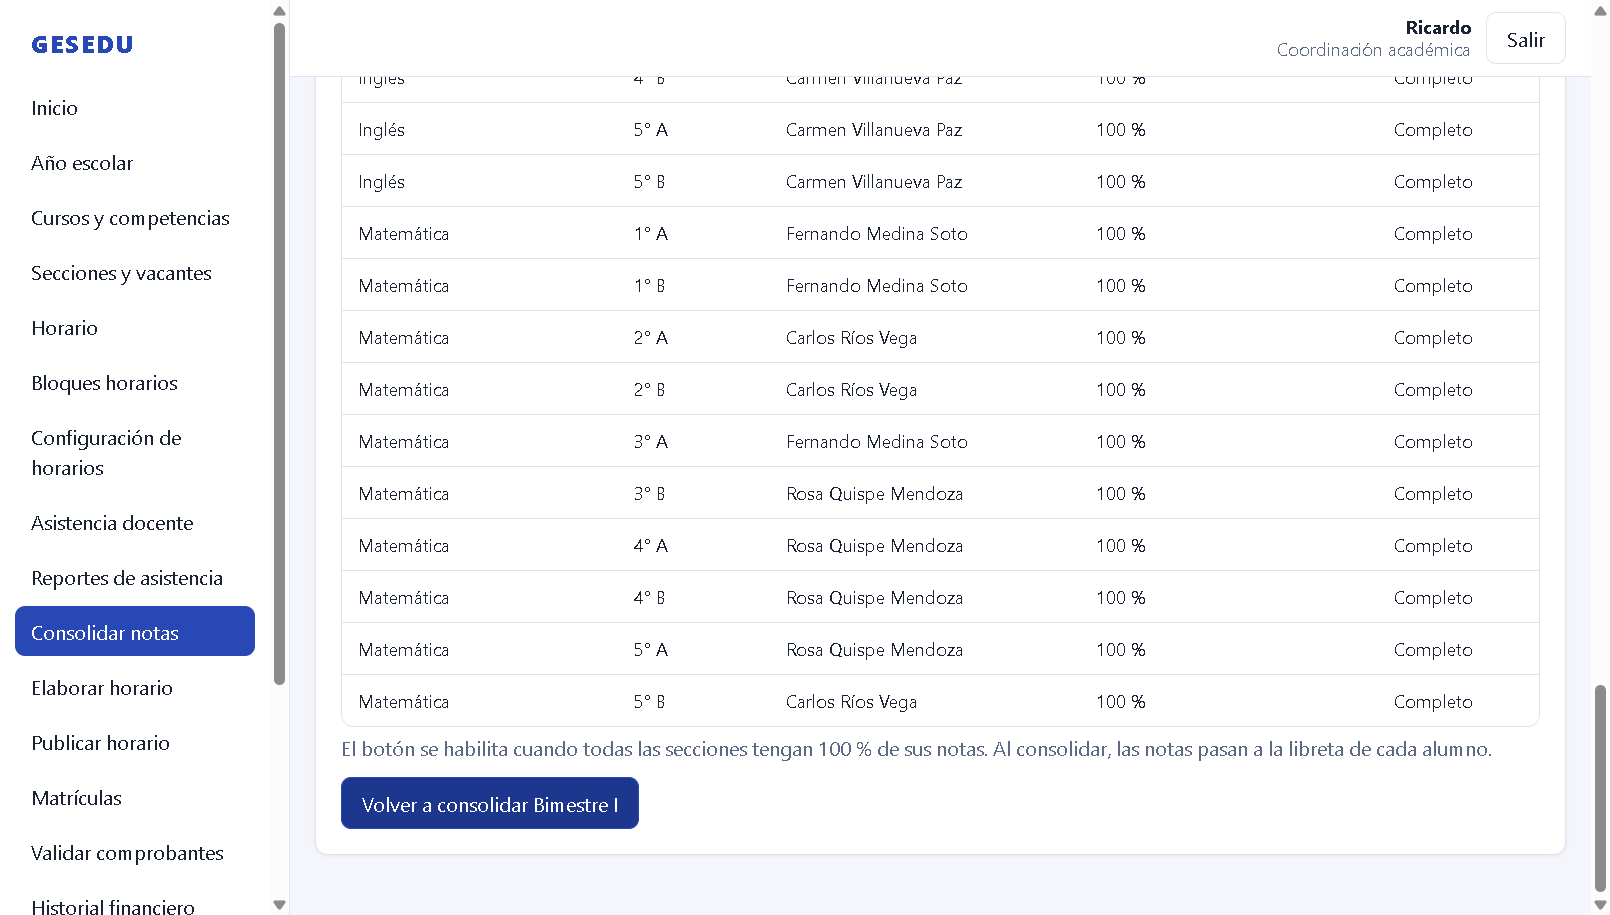 GESEDU
Inicio
Año escolar
Cursos y competencias
Secciones y vacantes
Horario
Bloques horarios
Configuración de
horarios
Asistencia docente
Reportes de asistencia
Consolidar notas
Elaborar horario
Publicar horario
Matrículas
Validar comprobantes
Historial financiero
Ricardo
Coordinación académica
Salir
Inglés 4° B Carmen Villanueva Paz 100 % Completo
Inglés 5° A Carmen Villanueva Paz 100 % Completo
Inglés 5° B Carmen Villanueva Paz 100 % Completo
Matemática 1° A Fernando Medina Soto 100 % Completo
Matemática 1° B Fernando Medina Soto 100 % Completo
Matemática 2° A Carlos Ríos Vega 100 % Completo
Matemática 2° B Carlos Ríos Vega 100 % Completo
Matemática 3° A Fernando Medina Soto 100 % Completo
Matemática 3° B Rosa Quispe Mendoza 100 % Completo
Matemática 4° A Rosa Quispe Mendoza 100 % Completo
Matemática 4° B Rosa Quispe Mendoza 100 % Completo
Matemática 5° A Rosa Quispe Mendoza 100 % Completo
Matemática 5° B Carlos Ríos Vega 100 % Completo
El botón se habilita cuando todas las secciones tengan 100 % de sus notas. Al consolidar, las notas pasan a la libreta de cada alumno.
Volver a consolidar Bimestre I